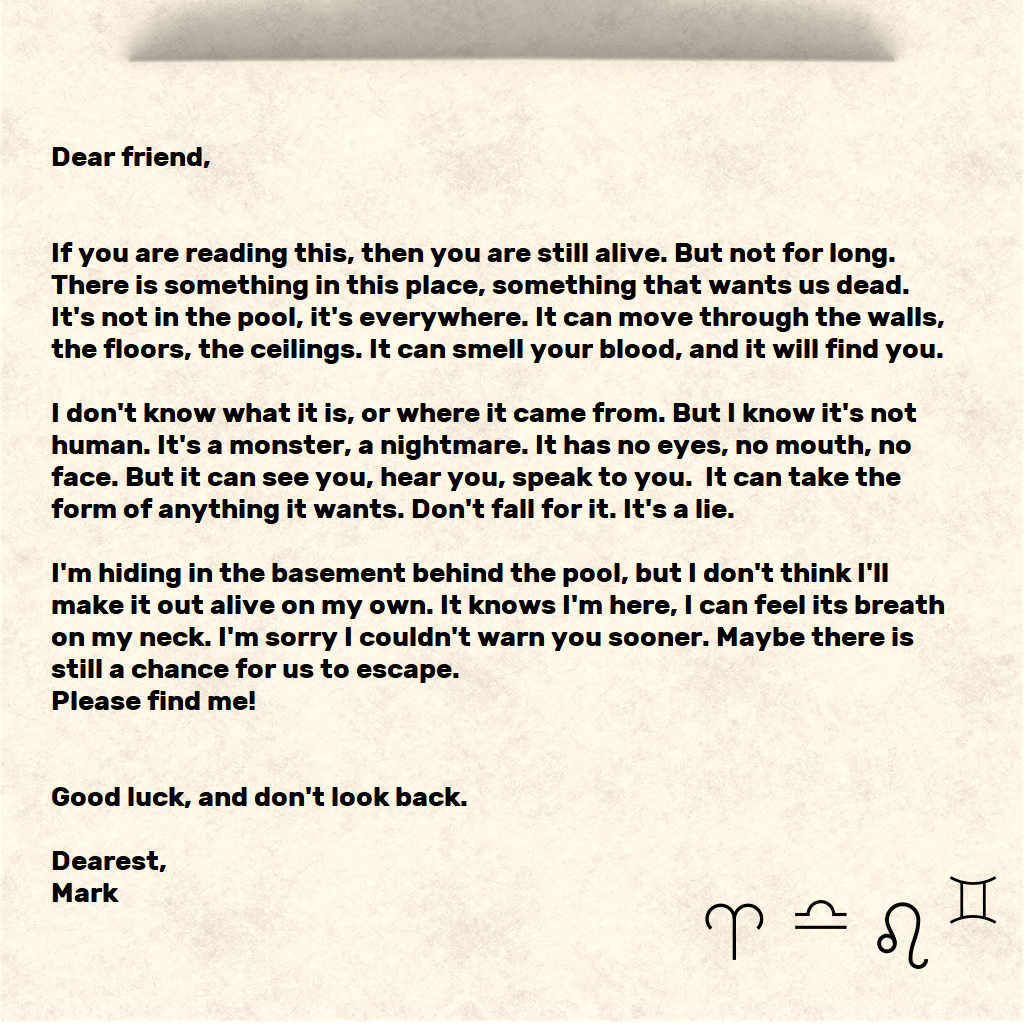 Dear friend,
If you are reading this, then you are still alive. But not for long.
There is something in this place, something that wants us dead.
It's not in the pool, it's everywhere. It can move through the walls,
the floors, the ceilings. It can smell your blood, and it will find you.
I don't know what it is, or where it came from. But I know it's not
human. It's a monster, a nightmare. It has no eyes, no mouth, no
face. But it can see you, hear you, speak to you.  It can take the
form of anything it wants. Don't fall for it. It's a lie.
I'm hiding in the basement behind the pool, but I don't think I'll
make it out alive on my own. It knows I'm here, I can feel its breath
on my neck. I'm sorry I couldn't warn you sooner. Maybe there is
still a chance for us to escape.
Please find me!
Good luck, and don't look back.
Dearest,
Mark
♈ ♎ ♌ ♊